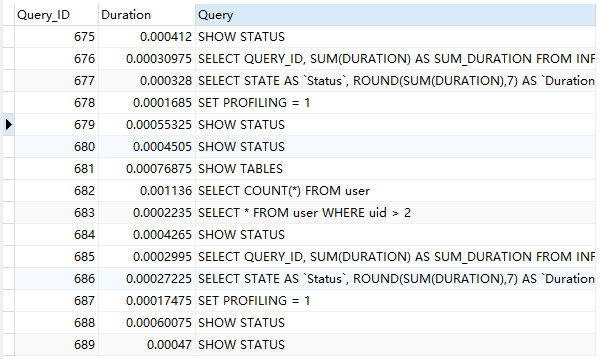 Query_ID Duration Query
675 0.000412 SHOW STATUS
676 0.00030975 SELECT QUERY_ID, SUM(DURATION) AS SUM_DURATION FROM INF
677 0.000328 SELECT STATE AS `Status`, ROUND(SUM(DURATION),7) AS `Duration
678 0.0001685 SET PROFILING = 1
679 0.00055325 SHOW STATUS
680 0.0004505 SHOW STATUS
681 0.00076875 SHOW TABLES
682 0.001136 SELECT COUNT(*) FROM user
683 0.0002235 SELECT * FROM user WHERE uid > 2
684 0.0004265 SHOW STATUS
685 0.0002995 SELECT QUERY_ID, SUM(DURATION) AS SUM_DURATION FROM INF
686 0.00027225 SELECT STATE AS `Status`, ROUND(SUM(DURATION),7) AS `Duration
687 0.00017475 SET PROFILING = 1
688 0.00060075 SHOW STATUS
689 0.00047 SHOW STATUS